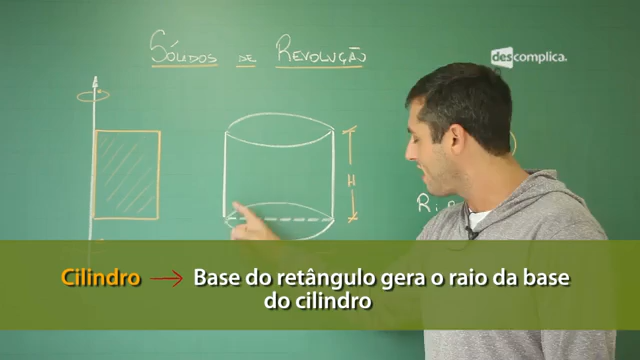 SÓLIDOS DE REVOLUÇÃO
descomplica.
H
Cilindro → Base do retângulo gera o raio da base
do cilindro